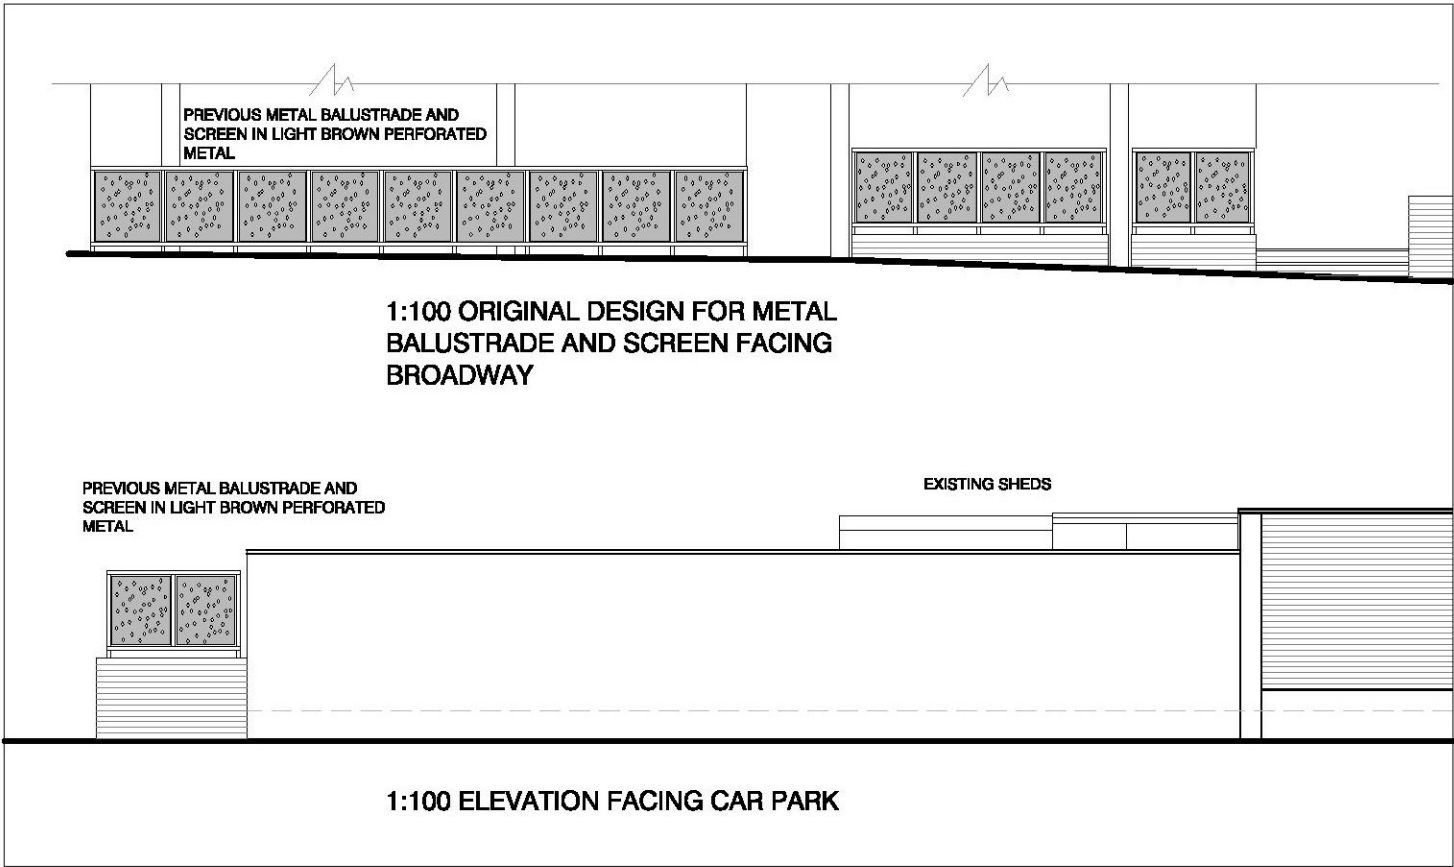 PREVIOUS METAL BALUSTRADE AND
SCREEN IN LIGHT BROWN PERFORATED
METAL
1:100 ORIGINAL DESIGN FOR METAL
BALUSTRADE AND SCREEN FACING
BROADWAY
PREVIOUS METAL BALUSTRADE AND
SCREEN IN LIGHT BROWN PERFORATED
METAL
EXISTING SHEDS
1:100 ELEVATION FACING CAR PARK